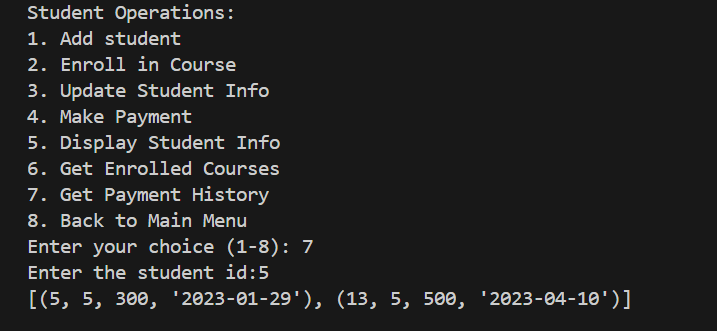 Student Operations:
1. Add student
2. Enroll in Course
3. Update Student Info
4. Make Payment
5. Display Student Info
6. Get Enrolled Courses
7. Get Payment History
8. Back to Main Menu
Enter your choice (1-8): 7
Enter the student id:5
[(5, 5, 300, '2023-01-29'), (13, 5, 500, '2023-04-10')]